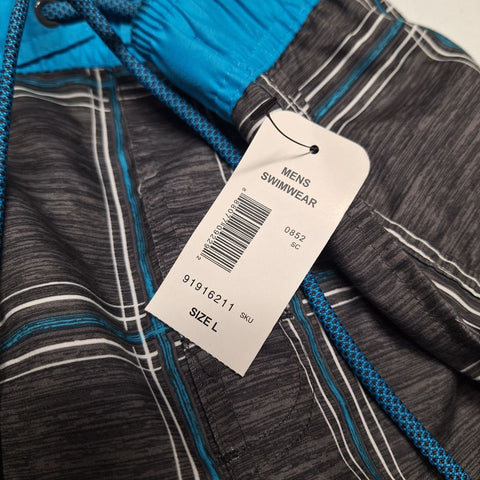 MENS
SWIMWEAR
0852
SC
91916211 SKU
SIZE L